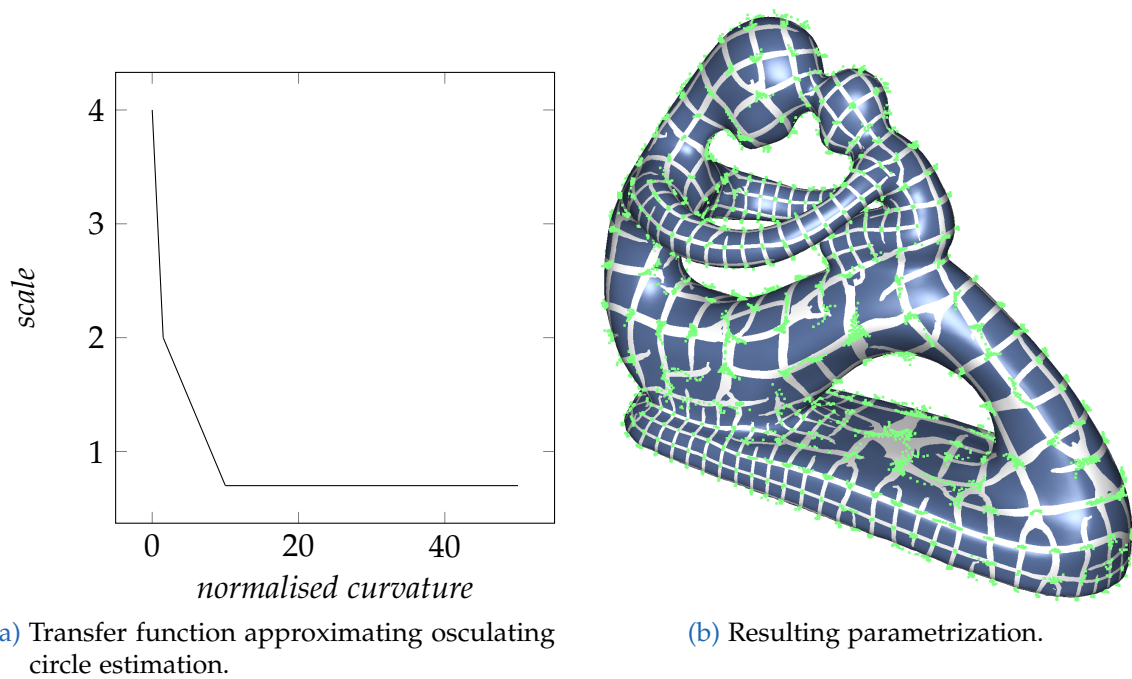 4
3
2
1
scale
0 20 40
normalised curvature
a) Transfer function approximating osculating
circle estimation.
(b) Resulting parametrization.